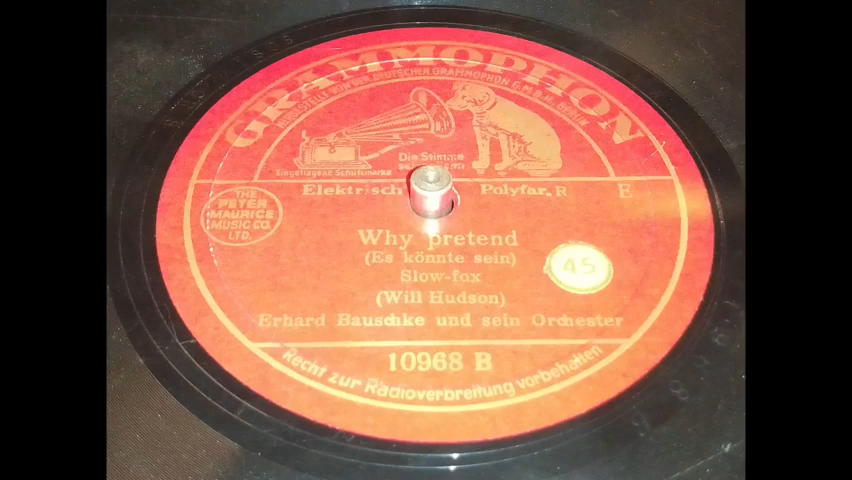 GRAMMOPHON
HERGESTELLT VON DER DEUTSCHEN GRAMMOPHON G.M.B.H. BERLIN
Die Stimme
Eingetragene Schutzmarke
Elektrisch Polyfar. R E
THE
PETER
MAURICE
MUSIC CO.
LTD.
Why pretend
(Es könnte sein)
Slow-fox
45
(Will Hudson)
Erhard Bauschke und sein Orchester
10968 B
Recht zur Radioverbreitung vorbehalten